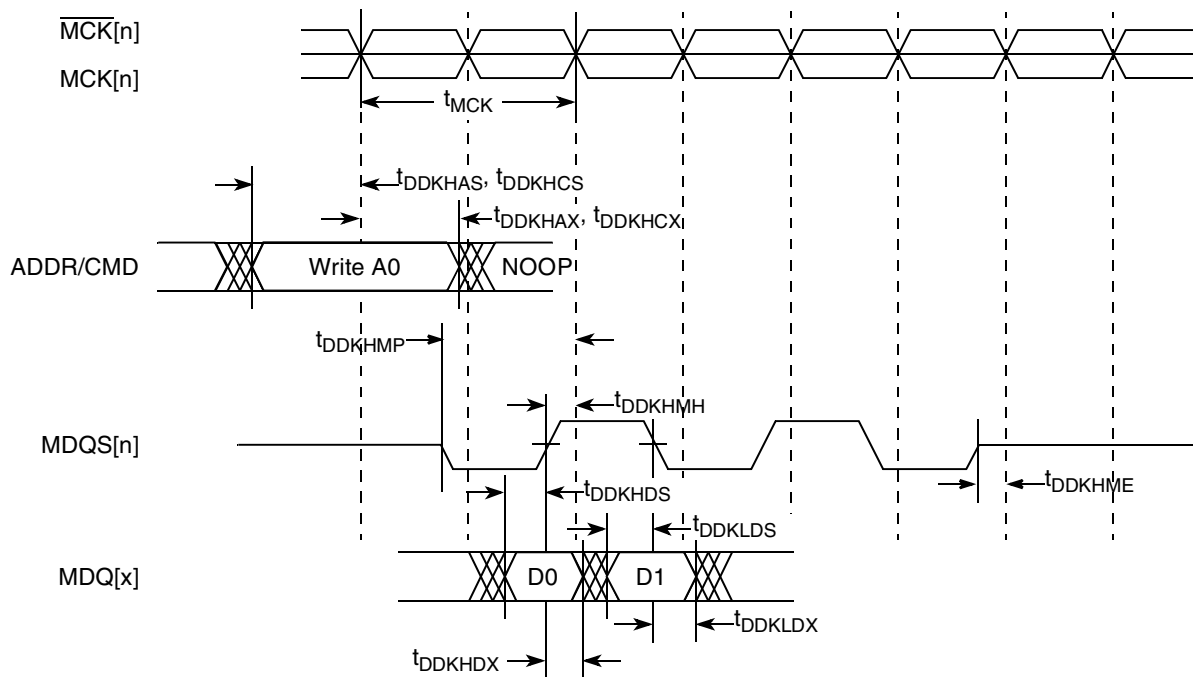 MCK[n]
MCK[n]
tMCK
tDDKHAS, tDDKHCS
tDDKHAX, tDDKHCX
ADDR/CMD
Write A0
NOOP
tDDKHMP
tDDKHMH
MDQS[n]
tDDKHDS
tDDKHME
tDDKLDS
MDQ[x]
D0
D1
tDDKLDX
tDDKHDX